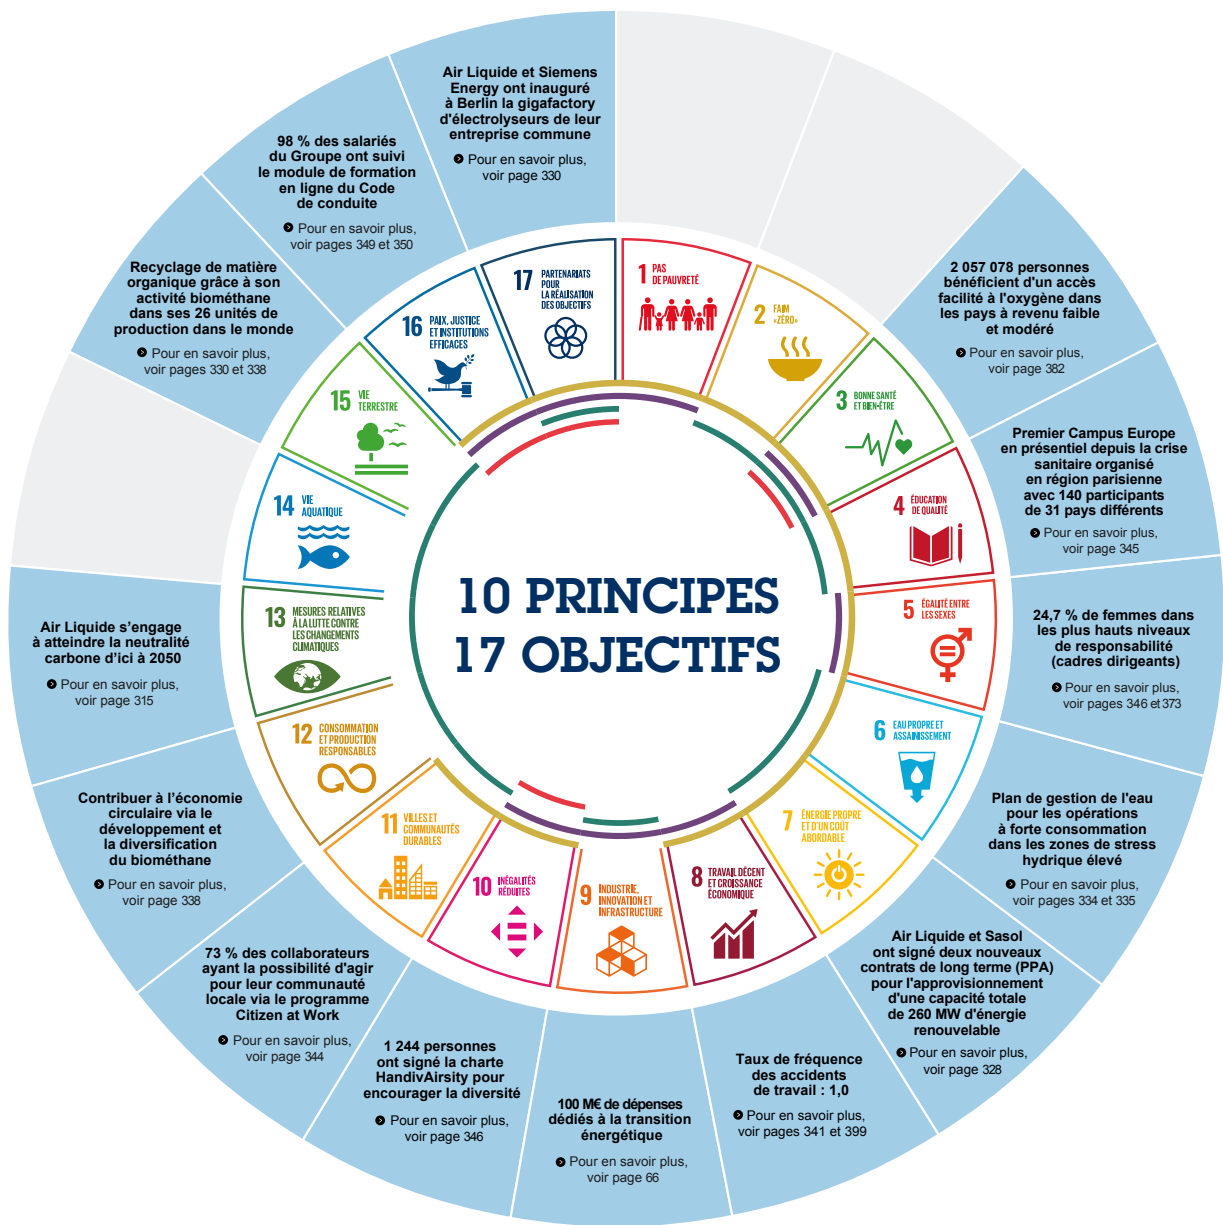 10 PRINCIPES
17 OBJECTIFS
1 PAS
DE PAUVRETÉ
2 FAIM
«ZÉRO»
3 BONNE SANTÉ
ET BIEN-ÊTRE
2 057 078 personnes
bénéficient d'un accès
facilité à l'oxygène dans
les pays à revenu faible
et modéré
Pour en savoir plus,
voir page 382
4 ÉDUCATION
DE QUALITÉ
Premier Campus Europe
en présentiel depuis la crise
sanitaire organisé
en région parisienne
avec 140 participants
de 31 pays différents
Pour en savoir plus,
voir page 345
5 ÉGALITÉ ENTRE
LES SEXES
24,7 % de femmes dans
les plus hauts niveaux
de responsabilité
(cadres dirigeants)
Pour en savoir plus,
voir pages 346 et 373
6 EAU PROPRE ET
ASSAINISSEMENT
Plan de gestion de l'eau
pour les opérations
à forte consommation
dans les zones de stress
hydrique élevé
Pour en savoir plus,
voir pages 334 et 335
7 ÉNERGIE PROPRE
ET D'UN COÛT
ABORDABLE
Air Liquide et Sasol
ont signé deux nouveaux
contrats de long terme (PPA)
pour l'approvisionnement
d'une capacité totale
de 260 MW d'énergie
renouvelable
Pour en savoir plus,
voir page 328
8 TRAVAIL DÉCENT
ET CROISSANCE
ÉCONOMIQUE
Taux de fréquence
des accidents
de travail : 1,0
Pour en savoir plus,
voir pages 341 et 399
9 INDUSTRIE,
INNOVATION ET
INFRASTRUCTURE
100 M€ de dépenses
dédiés à la transition
énergétique
Pour en savoir plus,
voir page 66
10 INÉGALITÉS
RÉDUITES
1 244 personnes
ont signé la charte
HandivAirsity pour
encourager la diversité
Pour en savoir plus,
voir page 346
11 VILLES ET
COMMUNAUTÉS
DURABLES
73 % des collaborateurs
ayant la possibilité d'agir
pour leur communauté
locale via le programme
Citizen at Work
Pour en savoir plus,
voir page 344
12 CONSOMMATION
ET PRODUCTION
RESPONSABLES
Contribuer à l'économie
circulaire via le
développement et
la diversification
du biométhane
Pour en savoir plus,
voir page 338
13 MESURES RELATIVES
À LA LUTTE CONTRE
LES CHANGEMENTS
CLIMATIQUES
Air Liquide s'engage
à atteindre la neutralité
carbone d'ici à 2050
Pour en savoir plus,
voir page 315
14 VIE
AQUATIQUE
15 VIE
TERRESTRE
Recyclage de matière
organique grâce à son
activité biométhane
dans ses 26 unités de
production dans le monde
Pour en savoir plus,
voir pages 330 et 338
16 PAIX, JUSTICE
ET INSTITUTIONS
EFFICACES
98 % des salariés
du Groupe ont suivi
le module de formation
en ligne du Code
de conduite
Pour en savoir plus,
voir pages 349 et 350
17 PARTENARIATS
POUR
LA RÉALISATION
DES OBJECTIFS
Air Liquide et Siemens
Energy ont inauguré
à Berlin la gigafactory
d'électrolyseurs de leur
entreprise commune
Pour en savoir plus,
voir page 330